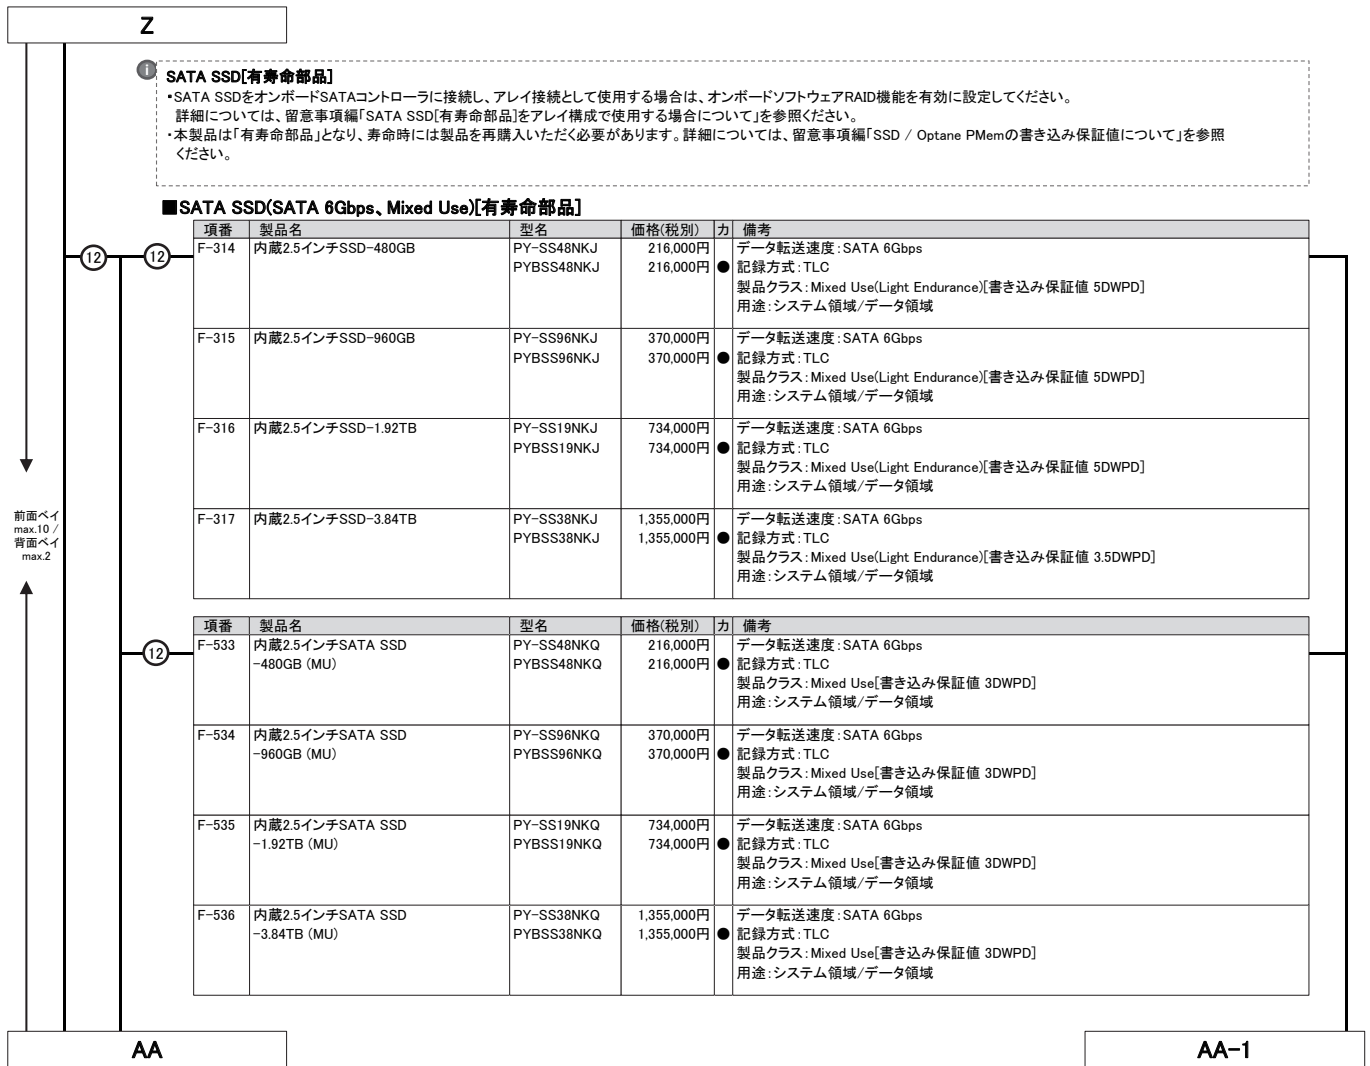 Z
i
SATA SSD[有寿命部品]
・SATA SSDをオンボードSATAコントローラに接続し、アレイ接続として使用する場合は、オンボードソフトウェアRAID機能を有効に設定してください。
詳細については、留意事項編「SATA SSD[有寿命部品]をアレイ構成で使用する場合について」を参照ください。
・本製品は「有寿命部品」となり、寿命時には製品を再購入いただく必要があります。詳細については、留意事項編「SSD / Optane PMemの書き込み保証値について」を参照
ください。
■SATA SSD(SATA 6Gbps、Mixed Use)[有寿命部品]
項番 製品名 型名 価格(税別) カ 備考
12 12 F-314 内蔵2.5インチSSD-480GB PY-SS48NKJ 216,000円 データ転送速度：SATA 6Gbps
PYBSS48NKJ 216,000円 ● 記録方式：TLC
製品クラス：Mixed Use(Light Endurance)[書き込み保証値 5DWPD]
用途：システム領域/データ領域
F-315 内蔵2.5インチSSD-960GB PY-SS96NKJ 370,000円 データ転送速度：SATA 6Gbps
PYBSS96NKJ 370,000円 ● 記録方式：TLC
製品クラス：Mixed Use(Light Endurance)[書き込み保証値 5DWPD]
用途：システム領域/データ領域
F-316 内蔵2.5インチSSD-1.92TB PY-SS19NKJ 734,000円 データ転送速度：SATA 6Gbps
PYBSS19NKJ 734,000円 ● 記録方式：TLC
製品クラス：Mixed Use(Light Endurance)[書き込み保証値 5DWPD]
用途：システム領域/データ領域
F-317 内蔵2.5インチSSD-3.84TB PY-SS38NKJ 1,355,000円 データ転送速度：SATA 6Gbps
PYBSS38NKJ 1,355,000円 ● 記録方式：TLC
製品クラス：Mixed Use(Light Endurance)[書き込み保証値 3.5DWPD]
用途：システム領域/データ領域
前面ベイ
max.10 /
背面ベイ
max.2
項番 製品名 型名 価格(税別) カ 備考
12 F-533 内蔵2.5インチSATA SSD PY-SS48NKQ 216,000円 データ転送速度：SATA 6Gbps
-480GB (MU) PYBSS48NKQ 216,000円 ● 記録方式：TLC
製品クラス：Mixed Use[書き込み保証値 3DWPD]
用途：システム領域/データ領域
F-534 内蔵2.5インチSATA SSD PY-SS96NKQ 370,000円 データ転送速度：SATA 6Gbps
-960GB (MU) PYBSS96NKQ 370,000円 ● 記録方式：TLC
製品クラス：Mixed Use[書き込み保証値 3DWPD]
用途：システム領域/データ領域
F-535 内蔵2.5インチSATA SSD PY-SS19NKQ 734,000円 データ転送速度：SATA 6Gbps
-1.92TB (MU) PYBSS19NKQ 734,000円 ● 記録方式：TLC
製品クラス：Mixed Use[書き込み保証値 3DWPD]
用途：システム領域/データ領域
F-536 内蔵2.5インチSATA SSD PY-SS38NKQ 1,355,000円 データ転送速度：SATA 6Gbps
-3.84TB (MU) PYBSS38NKQ 1,355,000円 ● 記録方式：TLC
製品クラス：Mixed Use[書き込み保証値 3DWPD]
用途：システム領域/データ領域
AA
AA-1